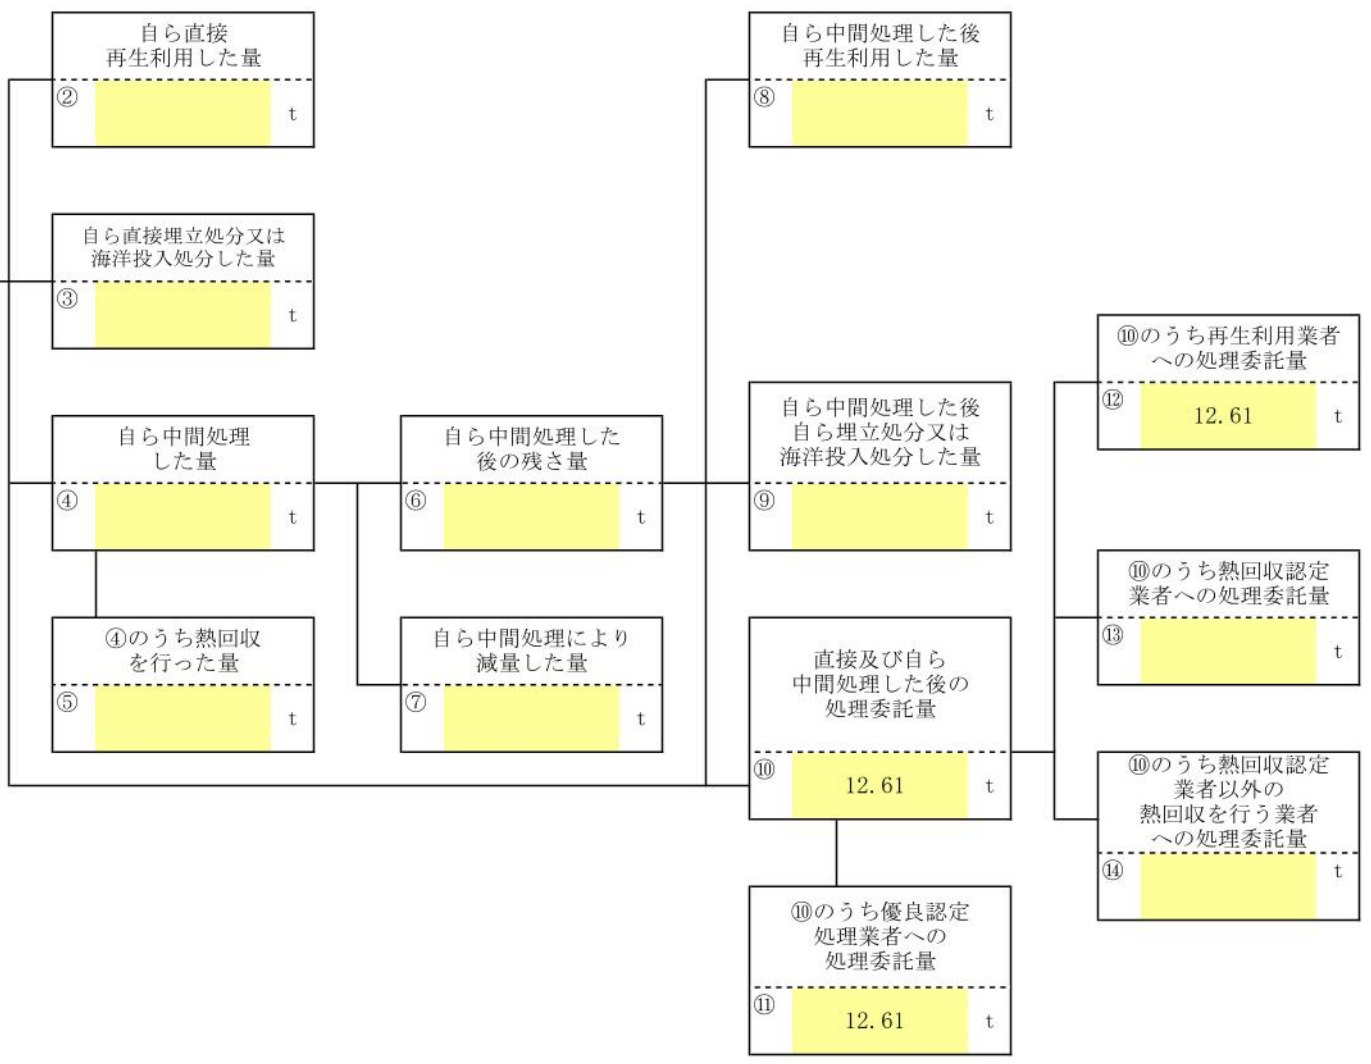 自ら直接
再生利用した量
②
t
自ら中間処理した後
再生利用した量
⑧
t
自ら直接埋立処分又は
海洋投入処分した量
③
t
⑩のうち再生利用業者
への処理委託量
⑫
12.61
t
自ら中間処理
した量
④
t
自ら中間処理した
後の残さ量
⑥
t
自ら中間処理した後
自ら埋立処分又は
海洋投入処分した量
⑨
t
⑩のうち熱回収認定
業者への処理委託量
⑬
t
④のうち熱回収
を行った量
⑤
t
自ら中間処理により
減量した量
⑦
t
直接及び自ら
中間処理した後の
処理委託量
⑩
12.61
t
⑩のうち熱回収認定
業者以外の
熱回収を行う業者
への処理委託量
⑭
t
⑩のうち優良認定
処理業者への
処理委託量
⑪
12.61
t